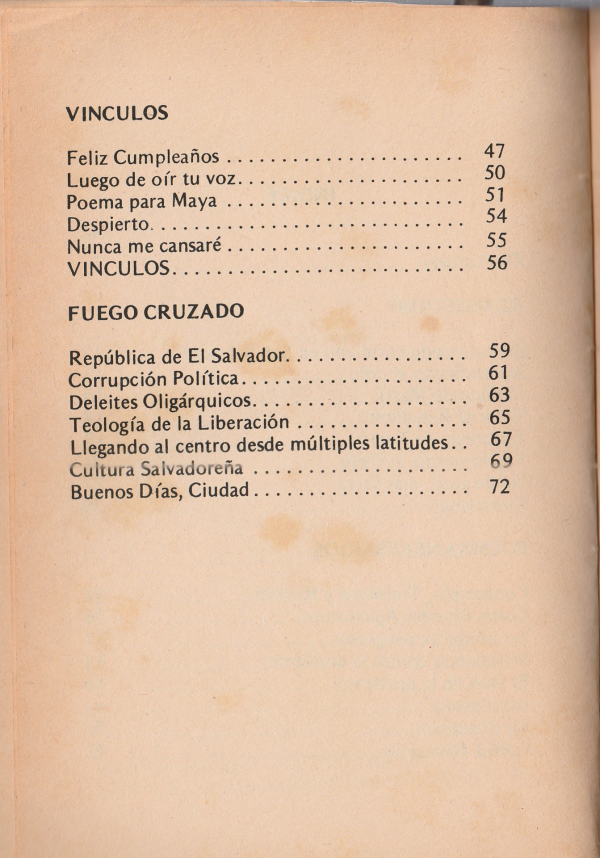 VINCULOS
Feliz Cumpleaños . . . . . . . . . . . . . . . . . . . . . . 47
Luego de oír tu voz. . . . . . . . . . . . . . . . . . . . . 50
Poema para Maya . . . . . . . . . . . . . . . . . . . . . . 51
Despierto. . . . . . . . . . . . . . . . . . . . . . . . . . . . . 54
Nunca me cansaré . . . . . . . . . . . . . . . . . . . . . . 55
VINCULOS. . . . . . . . . . . . . . . . . . . . . . . . . . . 56
FUEGO CRUZADO
República de El Salvador. . . . . . . . . . . . . . . . . 59
Corrupción Política. . . . . . . . . . . . . . . . . . . . . 61
Deleites Oligárquicos. . . . . . . . . . . . . . . . . . . . 63
Teología de la Liberación . . . . . . . . . . . . . . . . 65
Llegando al centro desde múltiples latitudes. . 67
Cultura Salvadoreña . . . . . . . . . . . . . . . . . . . . 69
Buenos Días, Ciudad . . . . . . . . . . . . . . . . . . . . 72